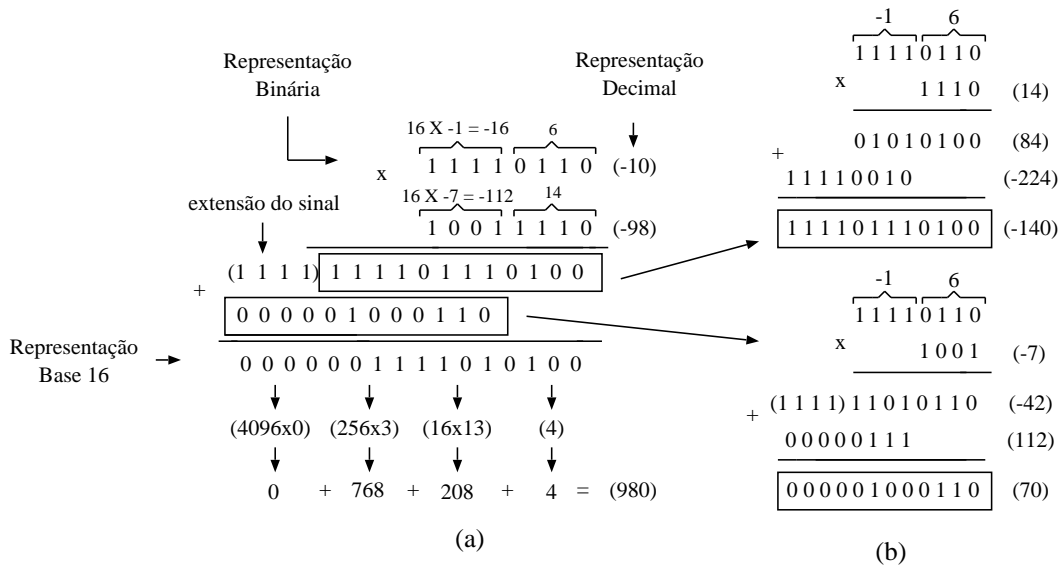 Representação
Binária
Representação
Decimal
16 X -1 = -16 6
1 1 1 1 0 1 1 0 (-10)
x
16 X -7 = -112 14
1 0 0 1 1 1 1 0 (-98)
extensão do sinal
(1 1 1 1) 1 1 1 1 0 1 1 1 0 1 0 0
+
0 0 0 0 0 1 0 0 0 1 1 0
Representação
Base 16
0 0 0 0 0 0 1 1 1 1 0 1 0 1 0 0
(4096x0) (256x3) (16x13) (4)
0 + 768 + 208 + 4 = (980)
(a)
-1 6
1 1 1 1 0 1 1 0
x 1 1 1 0 (14)
0 1 0 1 0 1 0 0 (84)
+
1 1 1 1 0 0 1 0 (-224)
1 1 1 1 0 1 1 1 0 1 0 0 (-140)
-1 6
1 1 1 1 0 1 1 0
x 1 0 0 1 (-7)
+ (1 1 1 1) 1 1 0 1 0 1 1 0 (-42)
0 0 0 0 0 1 1 1 (112)
0 0 0 0 0 1 0 0 0 1 1 0 (70)
(b)